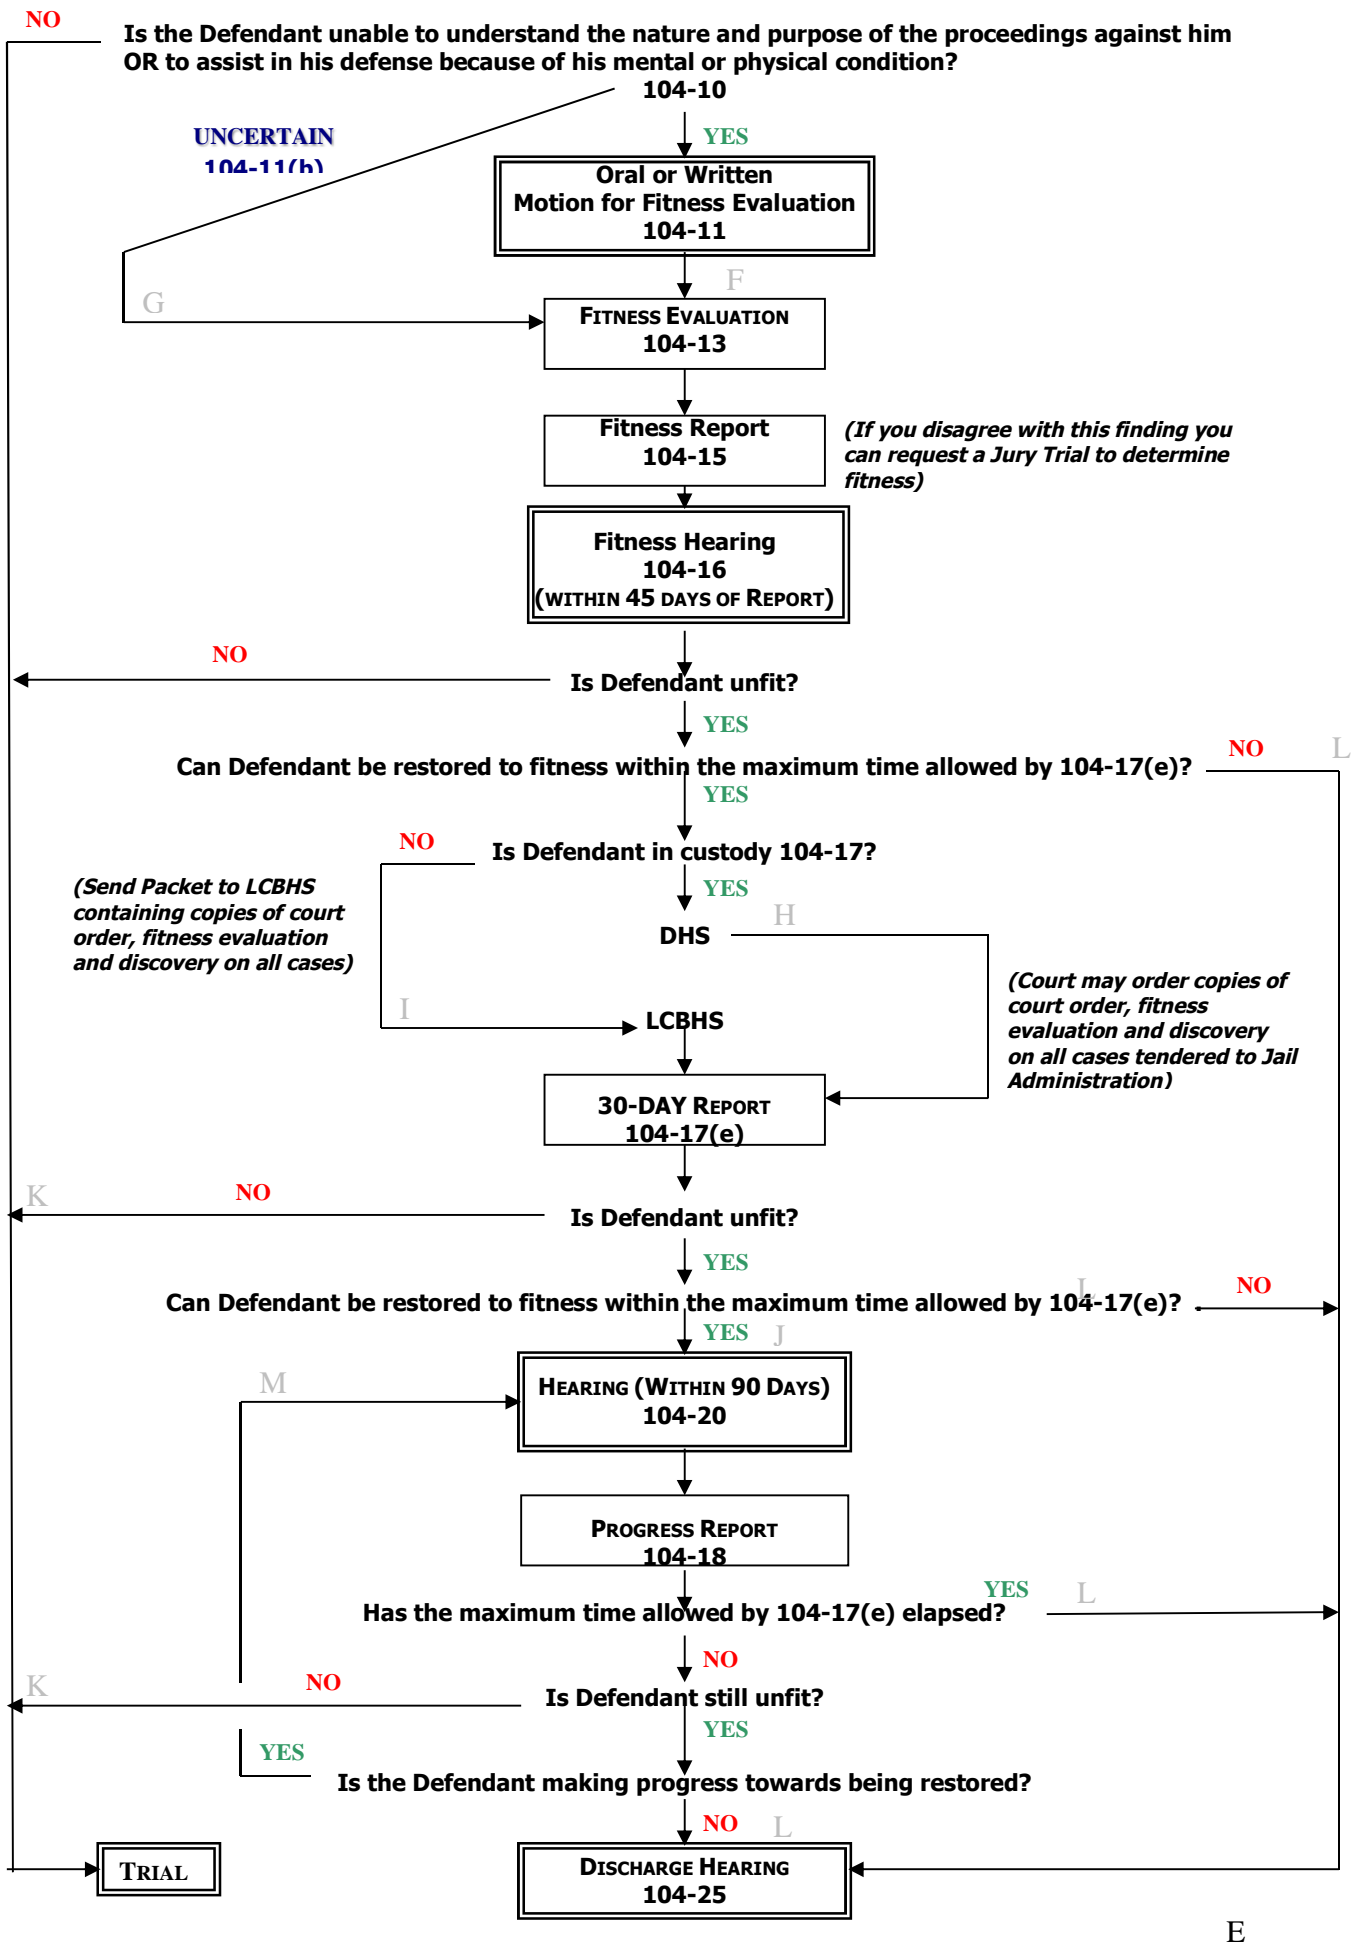 NO
Is the Defendant unable to understand the nature and purpose of the proceedings against him
OR to assist in his defense because of his mental or physical condition?
104-10
UNCERTAIN
104-11(b)
YES
Oral or Written
Motion for Fitness Evaluation
104-11
F
G
FITNESS EVALUATION
104-13
Fitness Report
104-15
(If you disagree with this finding you
can request a Jury Trial to determine
fitness)
Fitness Hearing
104-16
(WITHIN 45 DAYS OF REPORT)
NO
Is Defendant unfit?
YES
NO
L
Can Defendant be restored to fitness within the maximum time allowed by 104-17(e)?
YES
NO
Is Defendant in custody 104-17?
(Send Packet to LCBHS
containing copies of court
order, fitness evaluation
and discovery on all cases)
YES
H
DHS
(Court may order copies of
court order, fitness
evaluation and discovery
on all cases tendered to Jail
Administration)
I
LCBHS
30-DAY REPORT
104-17(e)
K
NO
Is Defendant unfit?
YES
L
NO
Can Defendant be restored to fitness within the maximum time allowed by 104-17(e)?
YES
J
M
HEARING (WITHIN 90 DAYS)
104-20
PROGRESS REPORT
104-18
YES
L
Has the maximum time allowed by 104-17(e) elapsed?
NO
K
NO
Is Defendant still unfit?
YES
YES
Is the Defendant making progress towards being restored?
NO
L
TRIAL
DISCHARGE HEARING
104-25
E